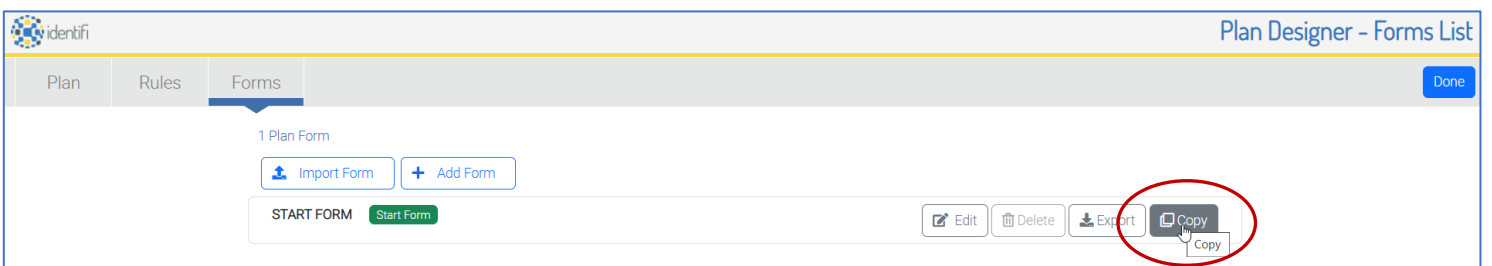 identifi
Plan Designer - Forms List
Plan Rules Forms Done
1 Plan Form
Import Form + Add Form
START FORM Start Form Edit Delete Export Copy
Copy